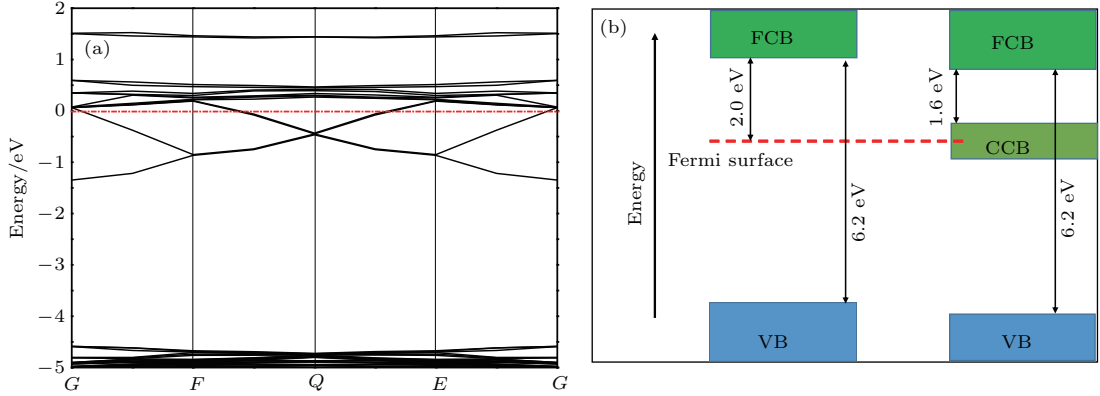 (a)
Energy/eV
2
1
0
−1
−2
−3
−4
−5
G
F
Q
E
G
(b)
Energy
FCB
2.0 eV
Fermi surface
6.2 eV
VB
FCB
1.6 eV
CCB
6.2 eV
VB